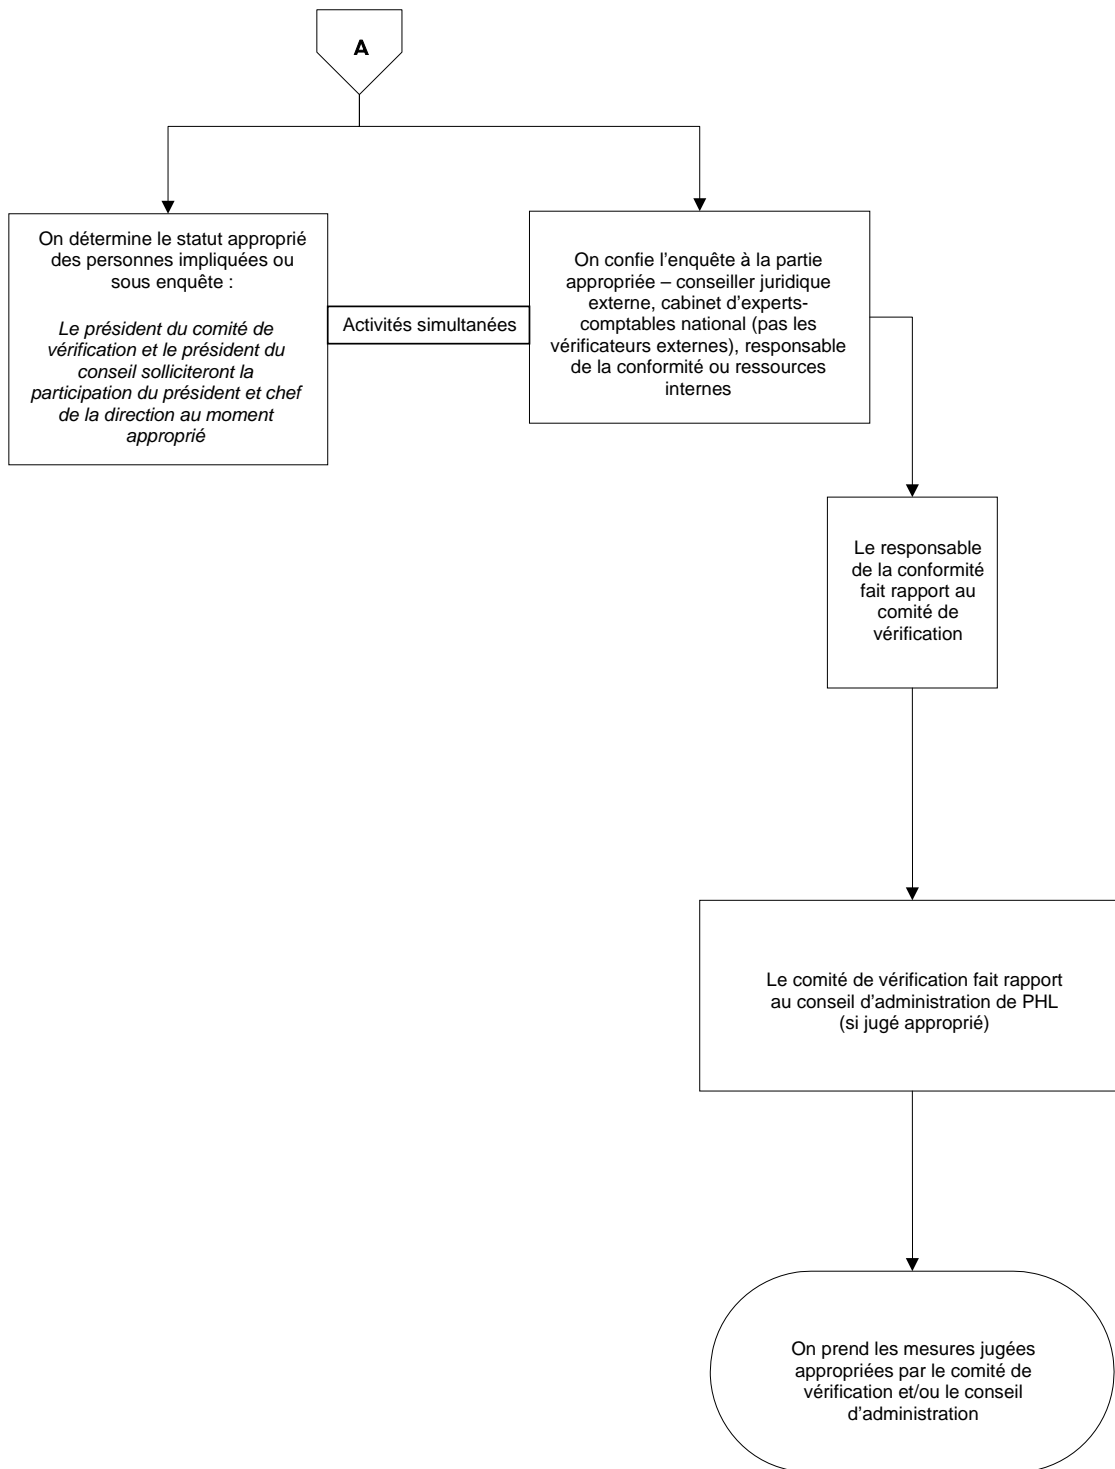 A
On détermine le statut approprié
des personnes impliquées ou
sous enquête :
Le président du comité de
vérification et le président du
conseil solliciteront la
participation du président et chef
de la direction au moment
approprié
Activités simultanées
On confie l’enquête à la partie
appropriée – conseiller juridique
externe, cabinet d’experts-
comptables national (pas les
vérificateurs externes), responsable
de la conformité ou ressources
internes
Le responsable
de la conformité
fait rapport au
comité de
vérification
Le comité de vérification fait rapport
au conseil d’administration de PHL
(si jugé approprié)
On prend les mesures jugées
appropriées par le comité de
vérification et/ou le conseil
d’administration